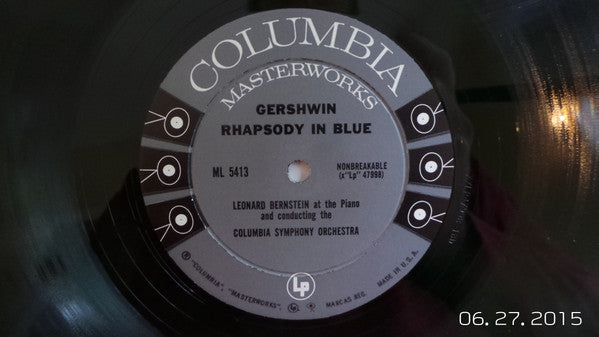 COLUMBIA
MASTERWORKS
GERSHWIN
RHAPSODY IN BLUE
ML 5413
NONBREAKABLE
(x"Lp" 47998)
LEONARD BERNSTEIN at the Piano
and conducting the
COLUMBIA SYMPHONY ORCHESTRA
Lp
® "COLUMBIA", "MASTERWORKS", MARCAS REG. MADE IN U.S.A.
06.27.2015